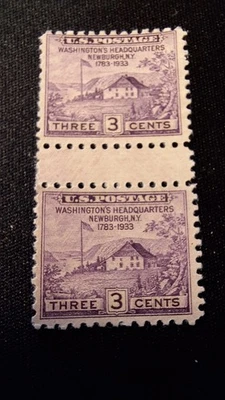 U.S. POSTAGE
WASHINGTON'S HEADQUARTERS
NEWBURGH, N.Y.
1783-1933
THREE 3 CENTS
U.S. POSTAGE
WASHINGTON'S HEADQUARTERS
NEWBURGH, N.Y.
1783-1933
THREE 3 CENTS